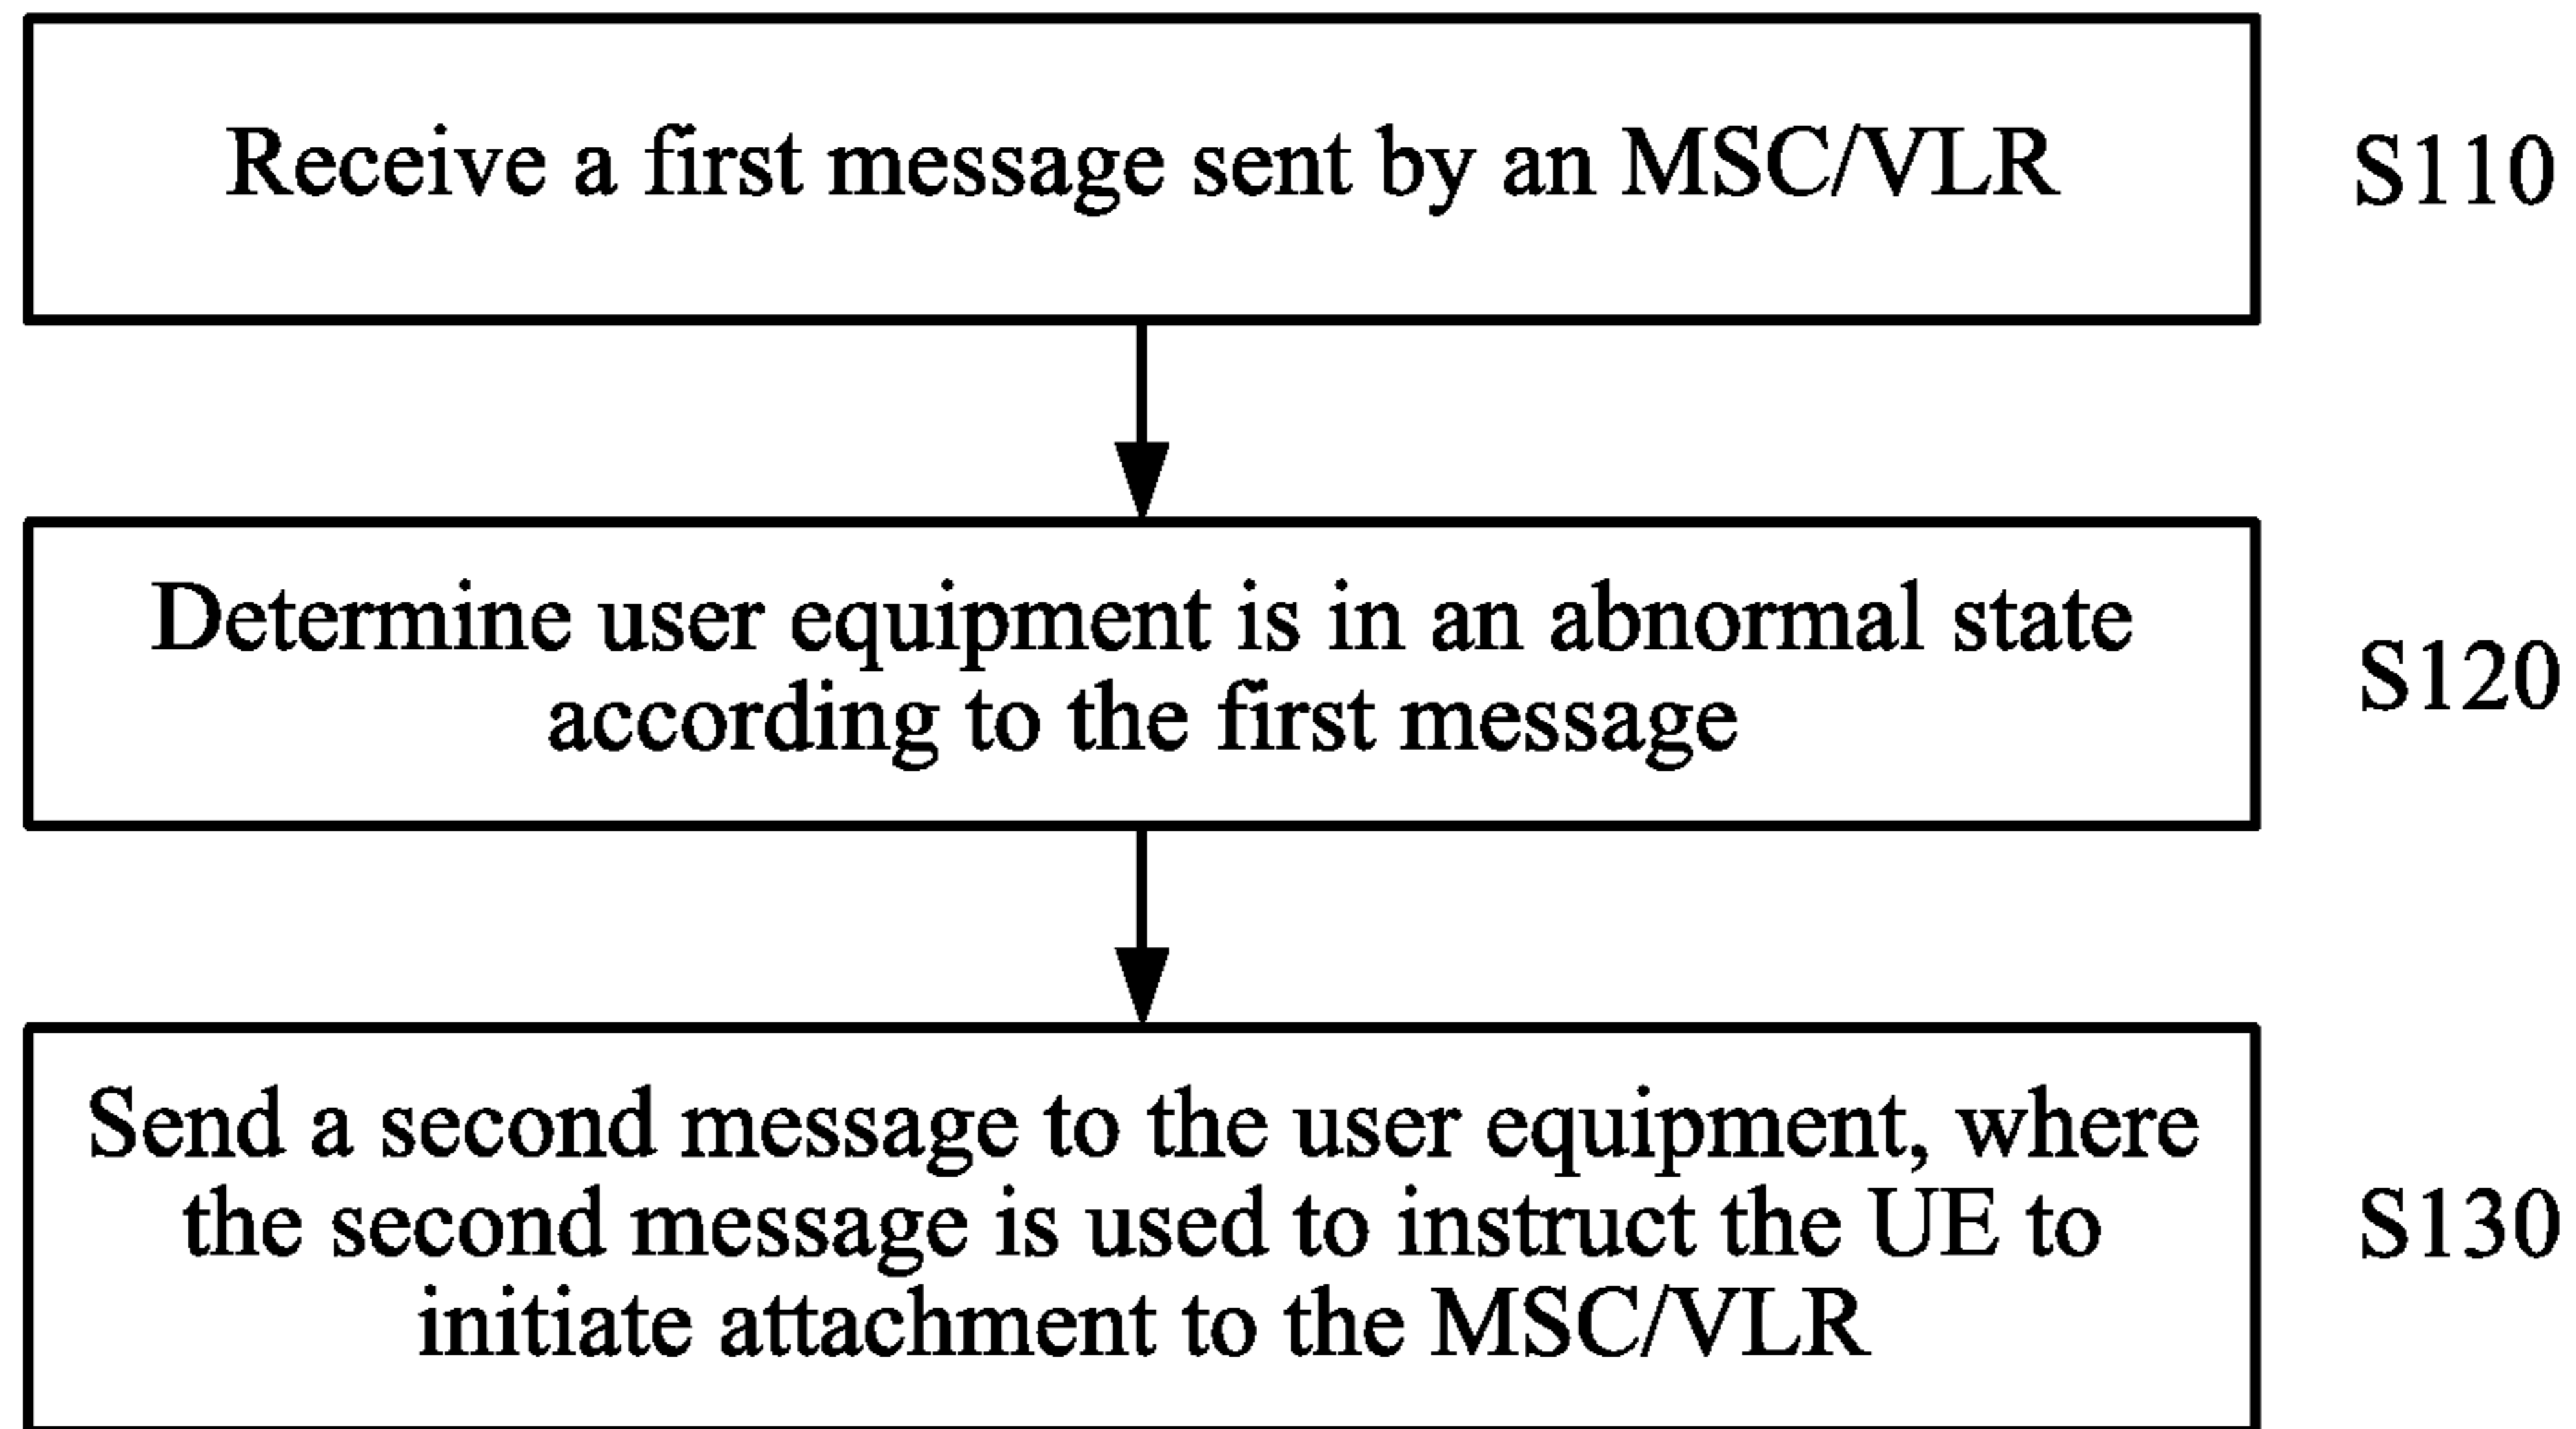 Receive a first message sent by an MSC/VLR
S110
Determine user equipment is in an abnormal state
according to the first message
S120
Send a second message to the user equipment, where
the second message is used to instruct the UE to
initiate attachment to the MSC/VLR
S130